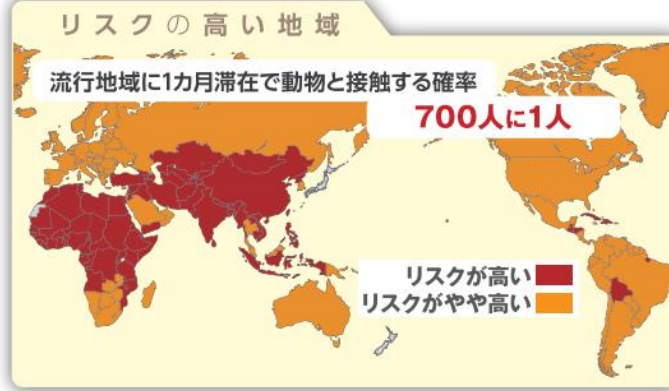 リスクの高い地域
流行地域に1カ月滞在で動物と接触する確率
700人に1人
リスクが高い
リスクがやや高い